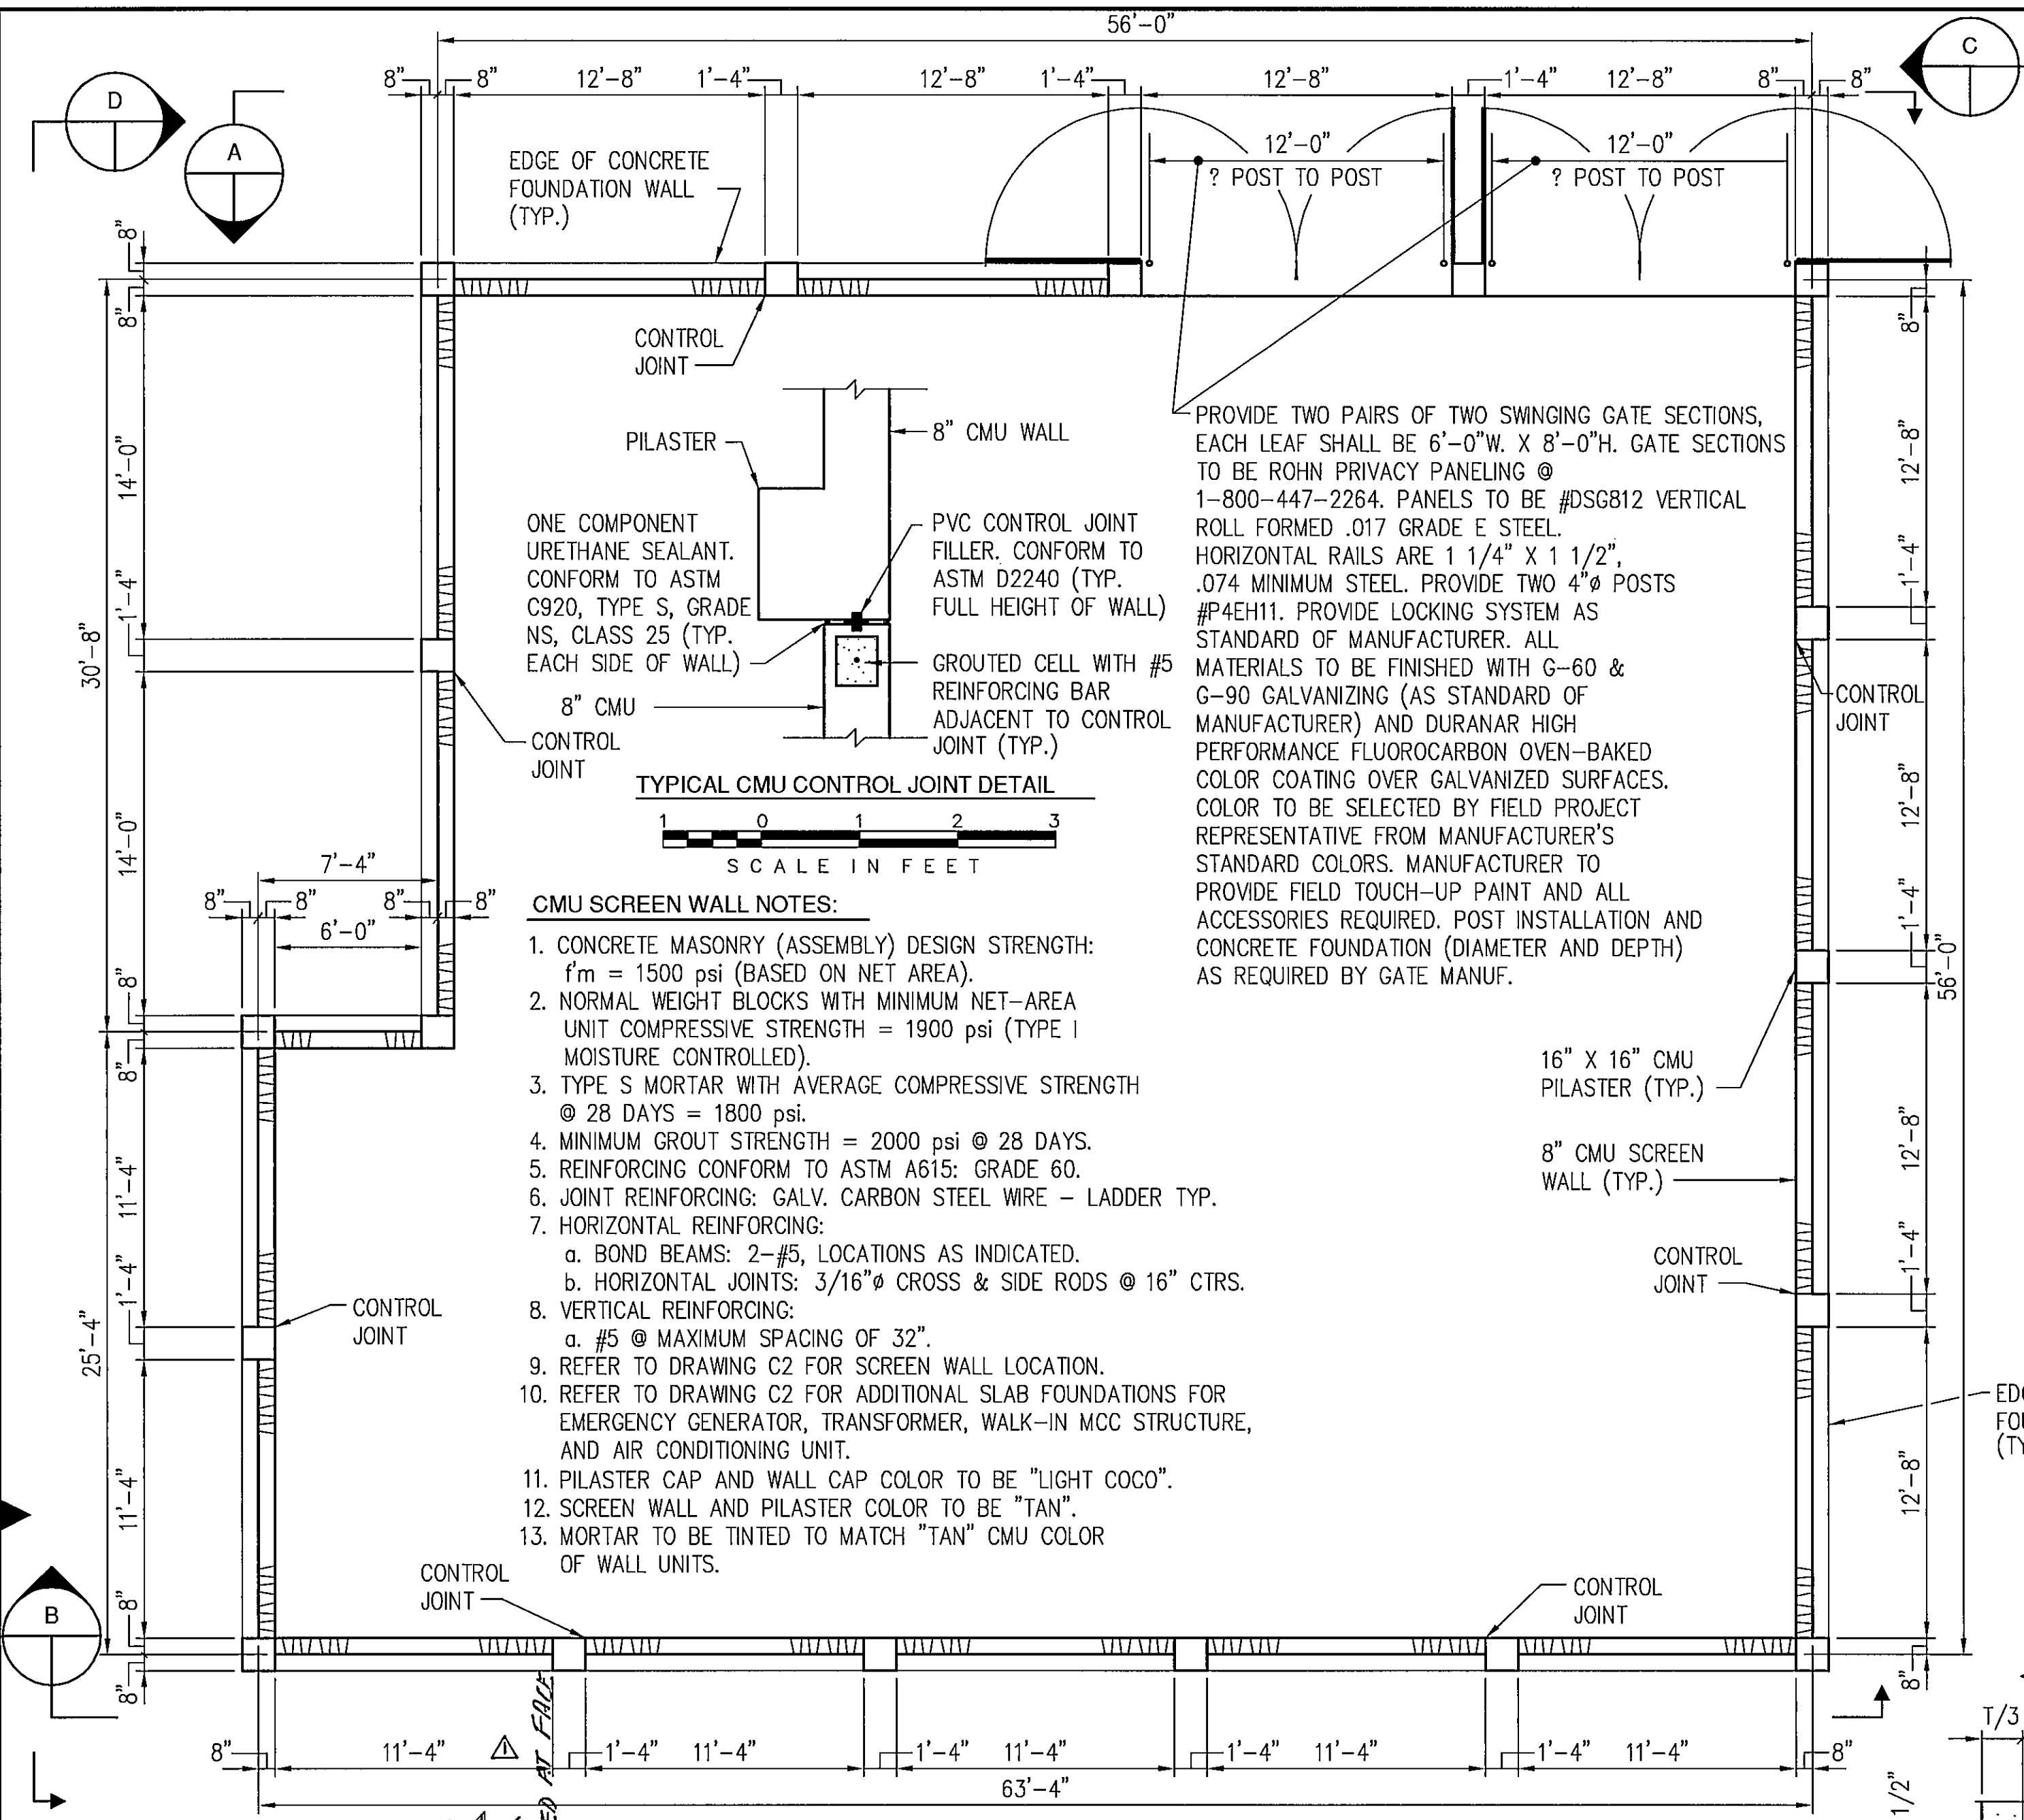 56'-0"
8" 8" 12'-8" 1'-4" 12'-8" 1'-4" 12'-8" 1'-4" 12'-8" 8" 8"
C
D
A
EDGE OF CONCRETE
FOUNDATION WALL
(TYP.)
12'-0"
? POST TO POST
12'-0"
? POST TO POST
8"
8"
14'-0"
1'-4"
30'-8"
14'-0"
8"
8"
11'-4"
1'-4"
25'-4"
11'-4"
8"
8"
CONTROL
JOINT
PILASTER
8" CMU WALL
ONE COMPONENT
URETHANE SEALANT.
CONFORM TO ASTM
C920, TYPE S, GRADE
NS, CLASS 25 (TYP.
EACH SIDE OF WALL)
8" CMU
PVC CONTROL JOINT
FILLER. CONFORM TO
ASTM D2240 (TYP.
FULL HEIGHT OF WALL)
GROUTED CELL WITH #5
REINFORCING BAR
ADJACENT TO CONTROL
JOINT (TYP.)
CONTROL
JOINT
TYPICAL CMU CONTROL JOINT DETAIL
1 0 1 2 3
SCALE IN FEET
7'-4"
8" 8" 8" 8"
6'-0"
PROVIDE TWO PAIRS OF TWO SWINGING GATE SECTIONS,
EACH LEAF SHALL BE 6'-0"W. X 8'-0"H. GATE SECTIONS
TO BE ROHN PRIVACY PANELING @
1-800-447-2264. PANELS TO BE #DSG812 VERTICAL
ROLL FORMED .017 GRADE E STEEL.
HORIZONTAL RAILS ARE 1 1/4" X 1 1/2",
.074 MINIMUM STEEL. PROVIDE TWO 4"ø POSTS
#P4EH11. PROVIDE LOCKING SYSTEM AS
STANDARD OF MANUFACTURER. ALL
MATERIALS TO BE FINISHED WITH G-60 &
G-90 GALVANIZING (AS STANDARD OF
MANUFACTURER) AND DURANAR HIGH
PERFORMANCE FLUOROCARBON OVEN-BAKED
COLOR COATING OVER GALVANIZED SURFACES.
COLOR TO BE SELECTED BY FIELD PROJECT
REPRESENTATIVE FROM MANUFACTURER'S
STANDARD COLORS. MANUFACTURER TO
PROVIDE FIELD TOUCH-UP PAINT AND ALL
ACCESSORIES REQUIRED. POST INSTALLATION AND
CONCRETE FOUNDATION (DIAMETER AND DEPTH)
AS REQUIRED BY GATE MANUF.
CMU SCREEN WALL NOTES:
1. CONCRETE MASONRY (ASSEMBLY) DESIGN STRENGTH:
f'm = 1500 psi (BASED ON NET AREA).
2. NORMAL WEIGHT BLOCKS WITH MINIMUM NET-AREA
UNIT COMPRESSIVE STRENGTH = 1900 psi (TYPE I
MOISTURE CONTROLLED).
3. TYPE S MORTAR WITH AVERAGE COMPRESSIVE STRENGTH
@ 28 DAYS = 1800 psi.
4. MINIMUM GROUT STRENGTH = 2000 psi @ 28 DAYS.
5. REINFORCING CONFORM TO ASTM A615: GRADE 60.
6. JOINT REINFORCING: GALV. CARBON STEEL WIRE - LADDER TYP.
7. HORIZONTAL REINFORCING:
a. BOND BEAMS: 2-#5, LOCATIONS AS INDICATED.
b. HORIZONTAL JOINTS: 3/16"ø CROSS & SIDE RODS @ 16" CTRS.
8. VERTICAL REINFORCING:
a. #5 @ MAXIMUM SPACING OF 32".
9. REFER TO DRAWING C2 FOR SCREEN WALL LOCATION.
10. REFER TO DRAWING C2 FOR ADDITIONAL SLAB FOUNDATIONS FOR
EMERGENCY GENERATOR, TRANSFORMER, WALK-IN MCC STRUCTURE,
AND AIR CONDITIONING UNIT.
11. PILASTER CAP AND WALL CAP COLOR TO BE "LIGHT COCO".
12. SCREEN WALL AND PILASTER COLOR TO BE "TAN".
13. MORTAR TO BE TINTED TO MATCH "TAN" CMU COLOR
OF WALL UNITS.
16" X 16" CMU
PILASTER (TYP.)
8" CMU SCREEN
WALL (TYP.)
CONTROL
JOINT
CONTROL
JOINT
8"
12'-8"
1'-4"
CONTROL
JOINT
12'-8"
1'-4"
56'-0"
12'-8"
1'-4"
12'-8"
8"
CONTROL
JOINT
CONTROL
JOINT
B
T/3
1/2"
AT FACE
8" 11'-4" 1 1'-4" 11'-4" 1'-4" 11'-4" 1'-4" 11'-4" 1'-4" 11'-4" 8"
63'-4"